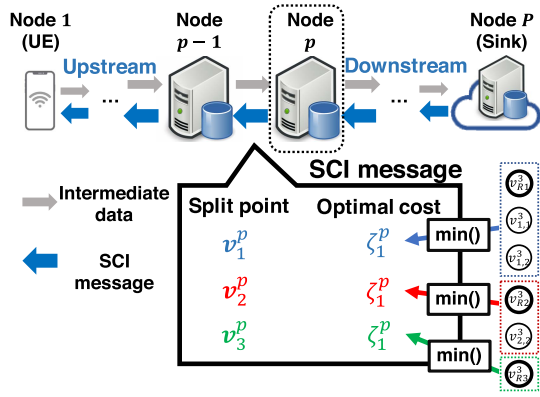 Node 1
(UE)
Node
p − 1
Node
p
Node P
(Sink)
Upstream
Downstream
...
...
SCI message
Intermediate
data
SCI
message
Split point
Optimal cost
v_1^p
ζ_1^p
min()
v_2^p
ζ_1^p
min()
v_3^p
ζ_1^p
min()
v_{R1}^3
v_{1,1}^3
v_{1,2}^3
v_{R2}^3
v_{2,2}^3
v_{R3}^3